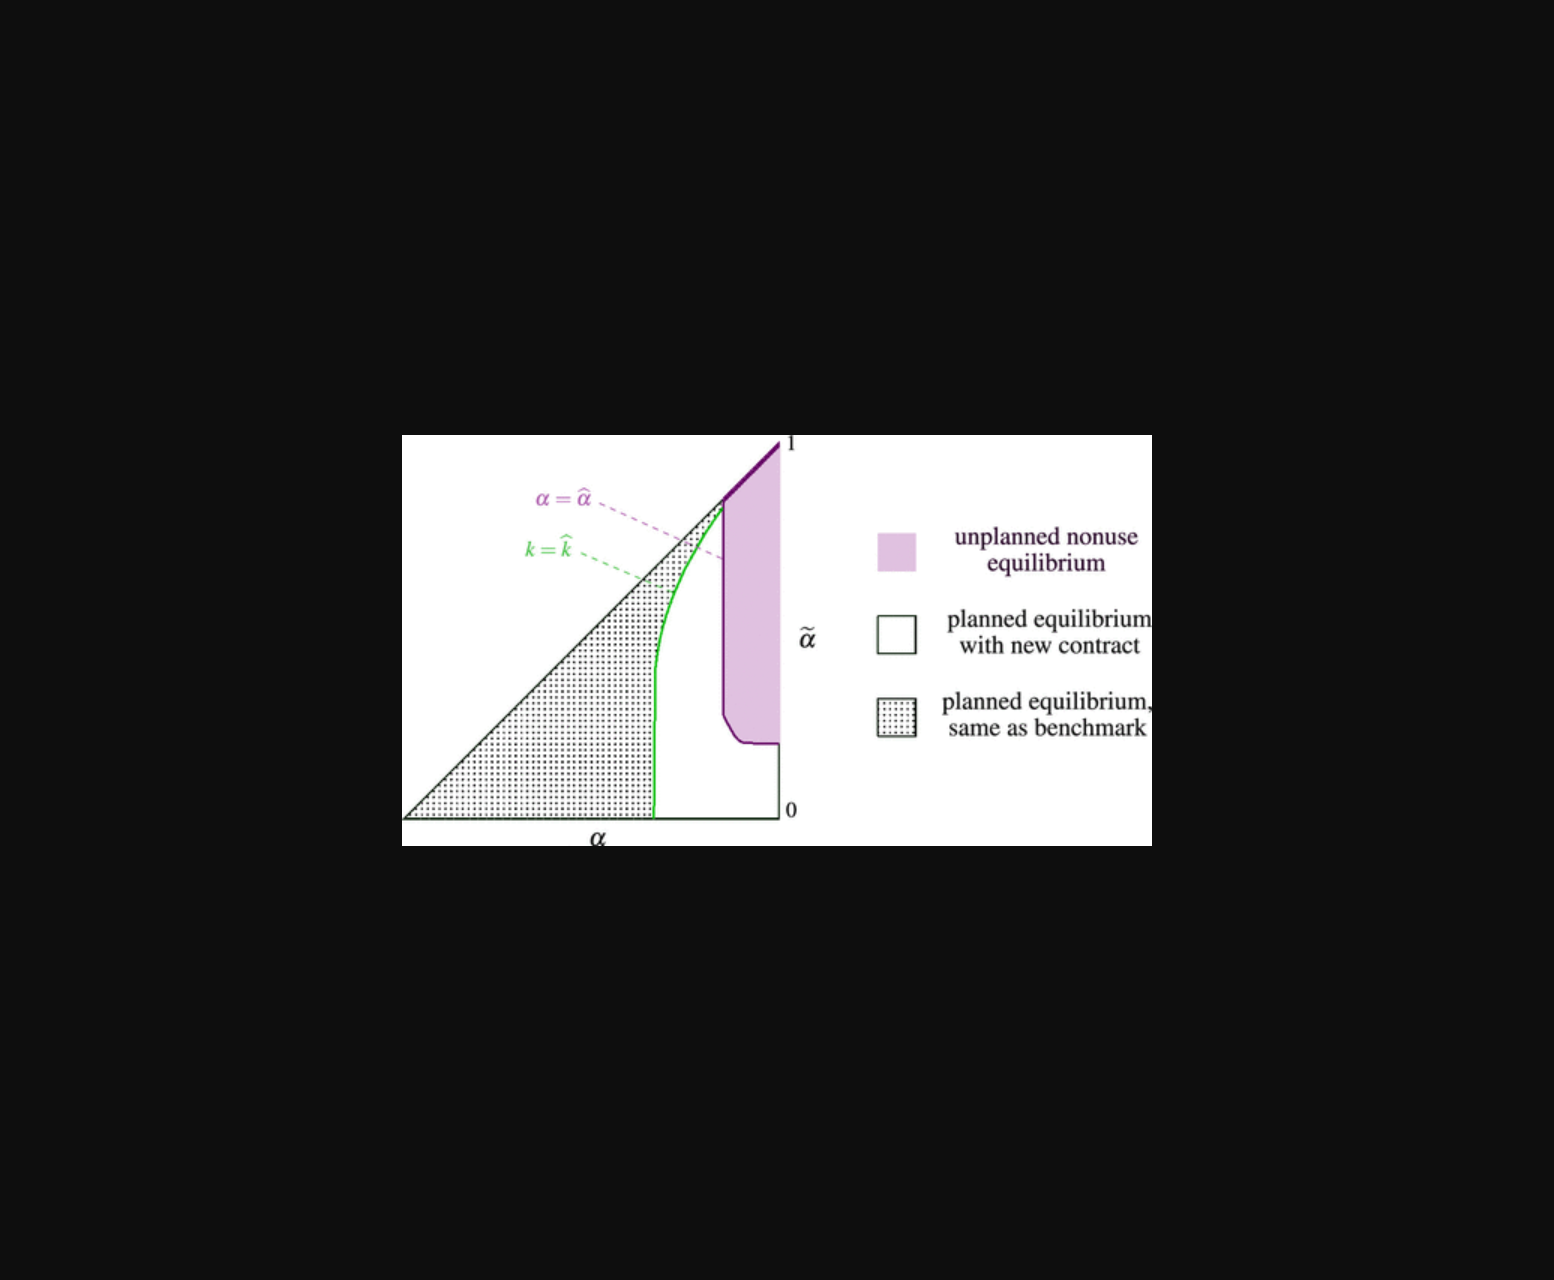 1
α = α̂
k = k̂
α̃
0
α
unplanned nonuse
equilibrium
planned equilibrium
with new contract
planned equilibrium,
same as benchmark